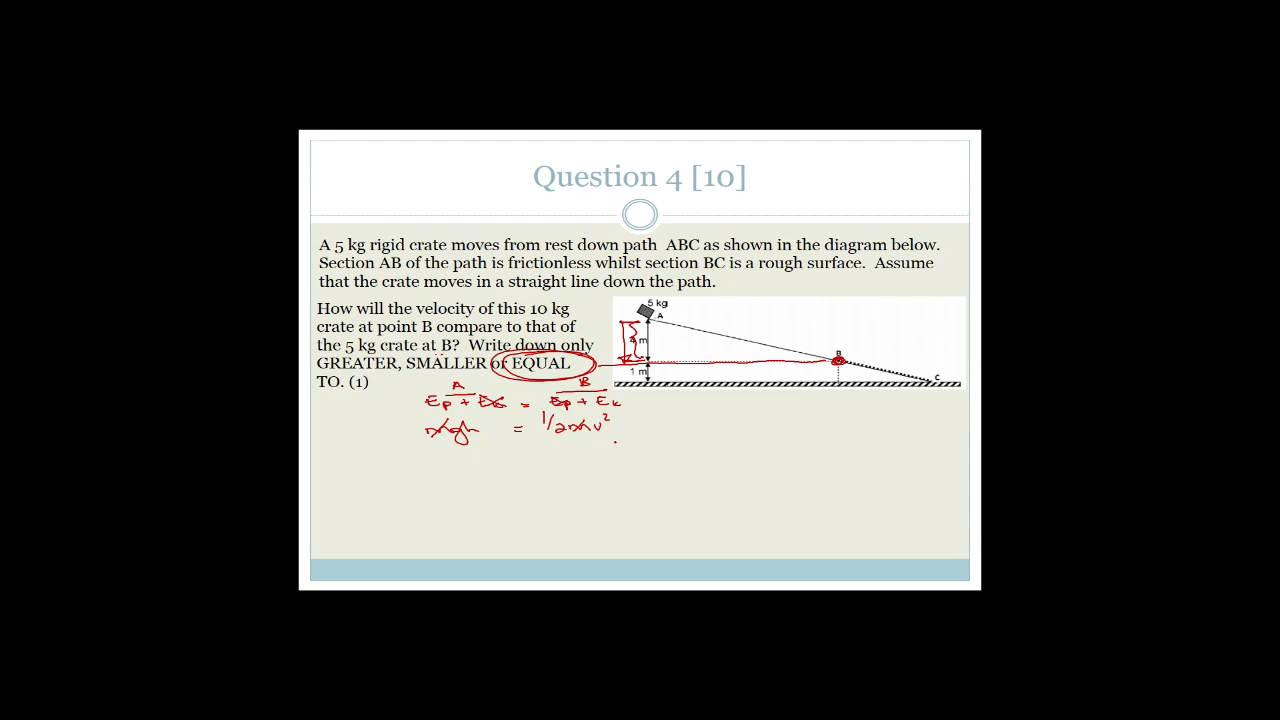 Question 4 [10]
A 5 kg rigid crate moves from rest down path ABC as shown in the diagram below.
Section AB of the path is frictionless whilst section BC is a rough surface. Assume
that the crate moves in a straight line down the path.
How will the velocity of this 10 kg
crate at point B compare to that of
the 5 kg crate at B? Write down only
GREATER, SMALLER or EQUAL
TO. (1)
5 kg
A
4 m
B
1 m
C
A B
Ep + Ek = Ep + Ek
mgh = 1/2mv²